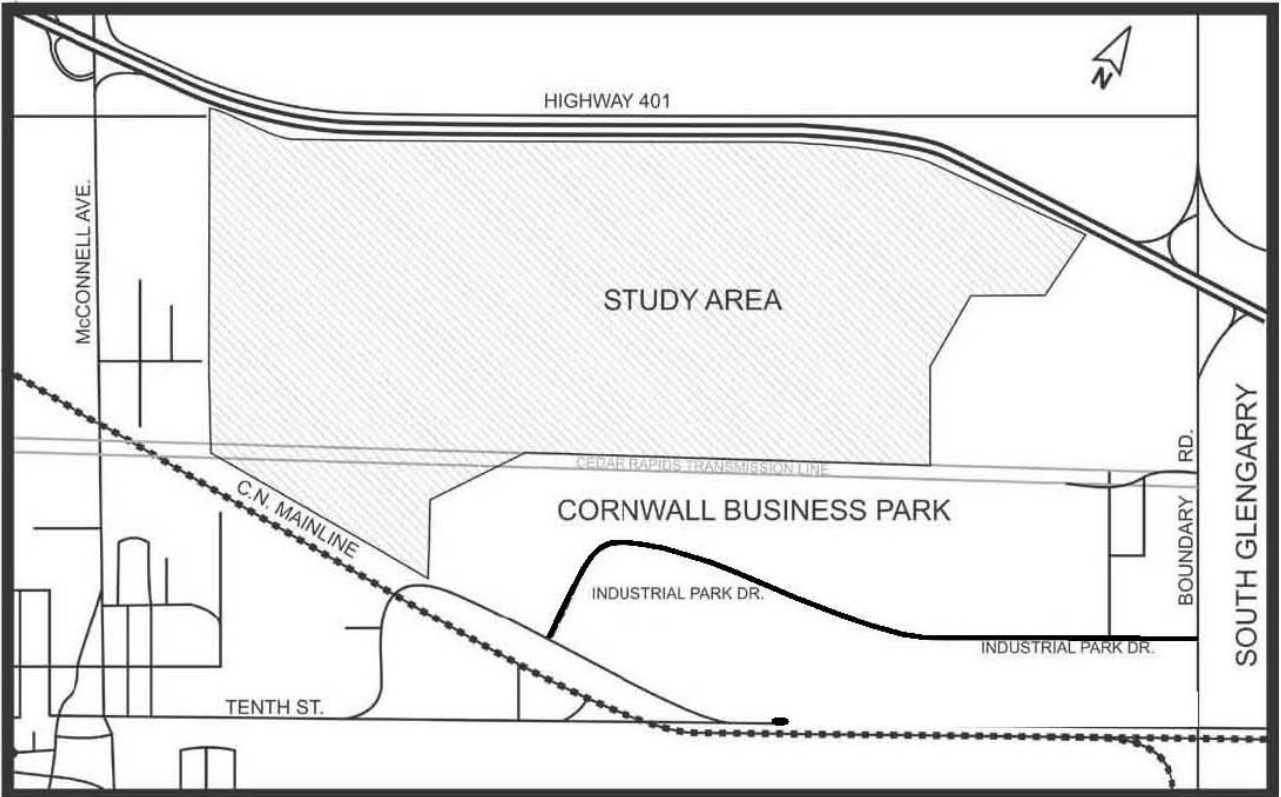 HIGHWAY 401
N
McCONNELL AVE.
STUDY AREA
CEDAR RAPIDS TRANSMISSION LINE
C.N. MAINLINE
CORNWALL BUSINESS PARK
BOUNDARY RD.
SOUTH GLENGARRY
INDUSTRIAL PARK DR.
INDUSTRIAL PARK DR.
TENTH ST.